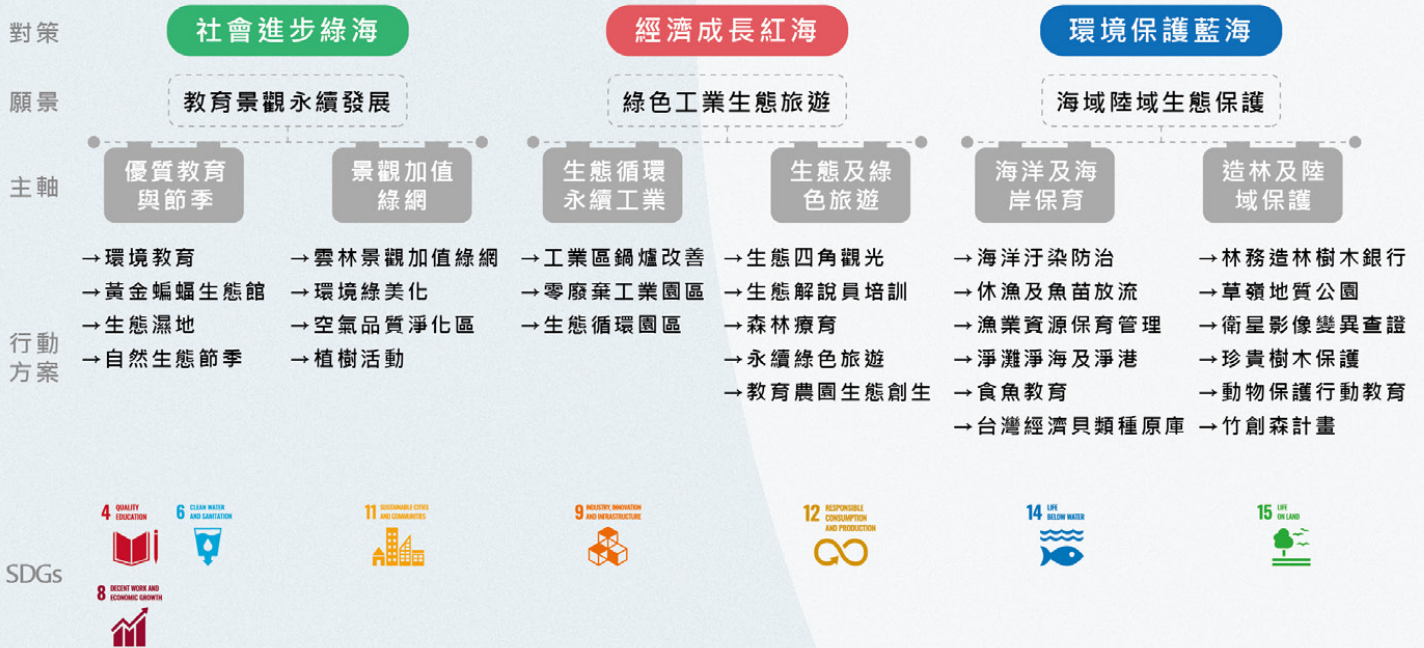 對策
社會進步綠海
經濟成長紅海
環境保護藍海
願景
教育景觀永續發展
綠色工業生態旅遊
海域陸域生態保護
主軸
優質教育
與節季
景觀加值
綠網
生態循環
永續工業
生態及綠
色旅遊
海洋及海
岸保育
造林及陸
域保護
行動
方案
→環境教育
→黃金蝙蝠生態館
→生態濕地
→自然生態節季
→雲林景觀加值綠網
→環境綠美化
→空氣品質淨化區
→植樹活動
→工業區鍋爐改善
→零廢棄工業園區
→生態循環園區
→生態四角觀光
→生態解說員培訓
→森林療育
→永續綠色旅遊
→教育農園生態創生
→海洋汙染防治
→休漁及魚苗放流
→漁業資源保育管理
→淨灘淨海及淨港
→食魚教育
→台灣經濟貝類種原庫
→林務造林樹木銀行
→草嶺地質公園
→衛星影像變異查證
→珍貴樹木保護
→動物保護行動教育
→竹創森計畫
SDGs
4 QUALITY
EDUCATION
6 CLEAN WATER
AND SANITATION
8 DECENT WORK AND
ECONOMIC GROWTH
11 SUSTAINABLE CITIES
AND COMMUNITIES
9 INDUSTRY, INNOVATION
AND INFRASTRUCTURE
12 RESPONSIBLE
CONSUMPTION
AND PRODUCTION
14 LIFE
BELOW WATER
15 LIFE
ON LAND